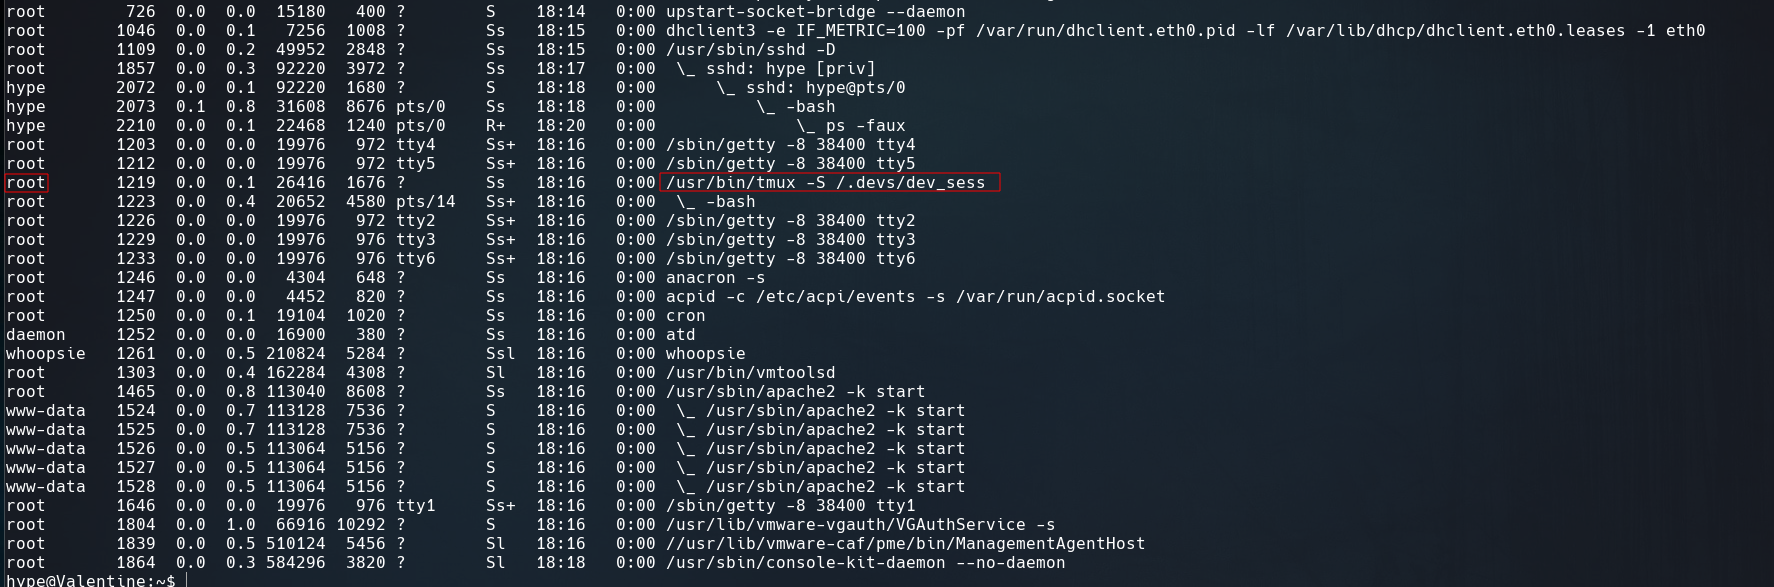 root       726  0.0  0.0  15180   400 ?        S    18:14   0:00 upstart-socket-bridge --daemon
root      1046  0.0  0.1   7256  1008 ?        Ss   18:15   0:00 dhclient3 -e IF_METRIC=100 -pf /var/run/dhclient.eth0.pid -lf /var/lib/dhcp/dhclient.eth0.leases -1 eth0
root      1109  0.0  0.2  49952  2848 ?        Ss   18:15   0:00 /usr/sbin/sshd -D
root      1857  0.0  0.3  92220  3972 ?        Ss   18:17   0:00  \_ sshd: hype [priv]
hype      2072  0.0  0.1  92220  1680 ?        S    18:18   0:00      \_ sshd: hype@pts/0
hype      2073  0.1  0.8  31608  8676 pts/0    Ss   18:18   0:00          \_ -bash
hype      2210  0.0  0.1  22468  1240 pts/0    R+   18:20   0:00              \_ ps -faux
root      1203  0.0  0.0  19976   972 tty4     Ss+  18:16   0:00 /sbin/getty -8 38400 tty4
root      1212  0.0  0.0  19976   972 tty5     Ss+  18:16   0:00 /sbin/getty -8 38400 tty5
root      1219  0.0  0.1  26416  1676 ?        Ss   18:16   0:00 /usr/bin/tmux -S /.devs/dev_sess
root      1223  0.0  0.4  20652  4580 pts/14   Ss+  18:16   0:00  \_ -bash
root      1226  0.0  0.0  19976   972 tty2     Ss+  18:16   0:00 /sbin/getty -8 38400 tty2
root      1229  0.0  0.0  19976   976 tty3     Ss+  18:16   0:00 /sbin/getty -8 38400 tty3
root      1233  0.0  0.0  19976   976 tty6     Ss+  18:16   0:00 /sbin/getty -8 38400 tty6
root      1246  0.0  0.0   4304   648 ?        Ss   18:16   0:00 anacron -s
root      1247  0.0  0.0   4452   820 ?        Ss   18:16   0:00 acpid -c /etc/acpi/events -s /var/run/acpid.socket
root      1250  0.0  0.1  19104  1020 ?        Ss   18:16   0:00 cron
daemon    1252  0.0  0.0  16900   380 ?        Ss   18:16   0:00 atd
whoopsie  1261  0.0  0.5 210824  5284 ?        Ssl  18:16   0:00 whoopsie
root      1303  0.0  0.4 162284  4308 ?        Sl   18:16   0:00 /usr/bin/vmtoolsd
root      1465  0.0  0.8 113040  8608 ?        Ss   18:16   0:00 /usr/sbin/apache2 -k start
www-data  1524  0.0  0.7 113128  7536 ?        S    18:16   0:00  \_ /usr/sbin/apache2 -k start
www-data  1525  0.0  0.7 113128  7536 ?        S    18:16   0:00  \_ /usr/sbin/apache2 -k start
www-data  1526  0.0  0.5 113064  5156 ?        S    18:16   0:00  \_ /usr/sbin/apache2 -k start
www-data  1527  0.0  0.5 113064  5156 ?        S    18:16   0:00  \_ /usr/sbin/apache2 -k start
www-data  1528  0.0  0.5 113064  5156 ?        S    18:16   0:00  \_ /usr/sbin/apache2 -k start
root      1646  0.0  0.0  19976   976 tty1     Ss+  18:16   0:00 /sbin/getty -8 38400 tty1
root      1804  0.0  1.0  66916 10292 ?        S    18:16   0:00 /usr/lib/vmware-vgauth/VGAuthService -s
root      1839  0.0  0.5 510124  5456 ?        Sl   18:16   0:00 //usr/lib/vmware-caf/pme/bin/ManagementAgentHost
root      1864  0.0  0.3 584296  3820 ?        Sl   18:18   0:00 /usr/sbin/console-kit-daemon --no-daemon
hype@Valentine:~$